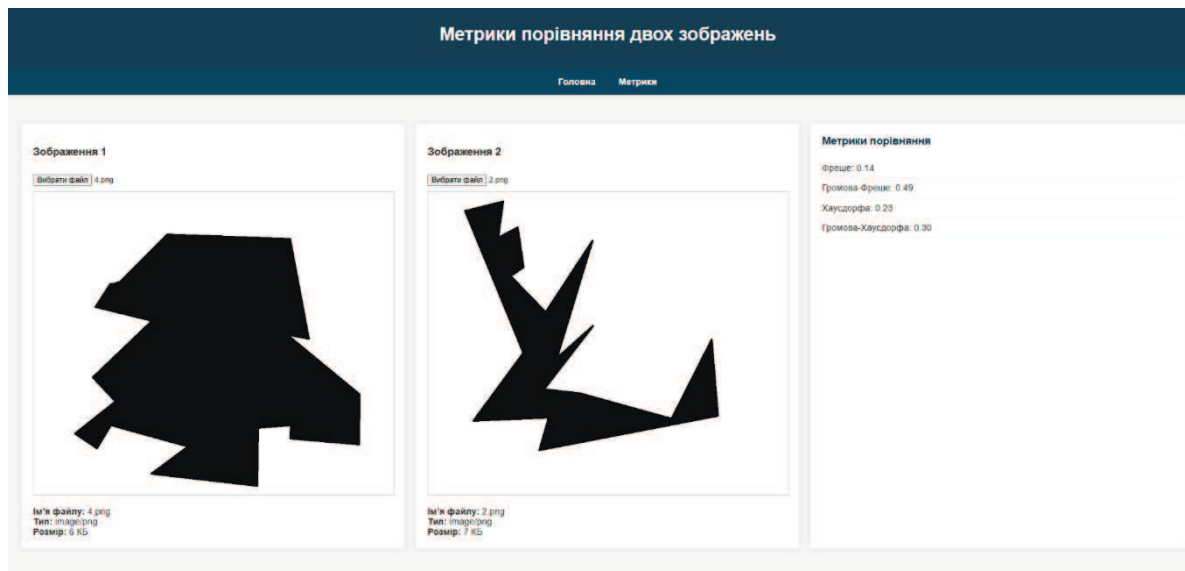 Метрики порівняння двох зображень
Головна Метрики
Зображення 1
Вибрати файл 4.png
Ім'я файлу: 4.png
Тип: image/png
Розмір: 6 КБ
Зображення 2
Вибрати файл 2.png
Ім'я файлу: 2.png
Тип: image/png
Розмір: 7 КБ
Метрики порівняння
Фреше: 0.14
Громова-Фреше: 0.49
Хаусдорфа: 0.23
Громова-Хаусдорфа: 0.30